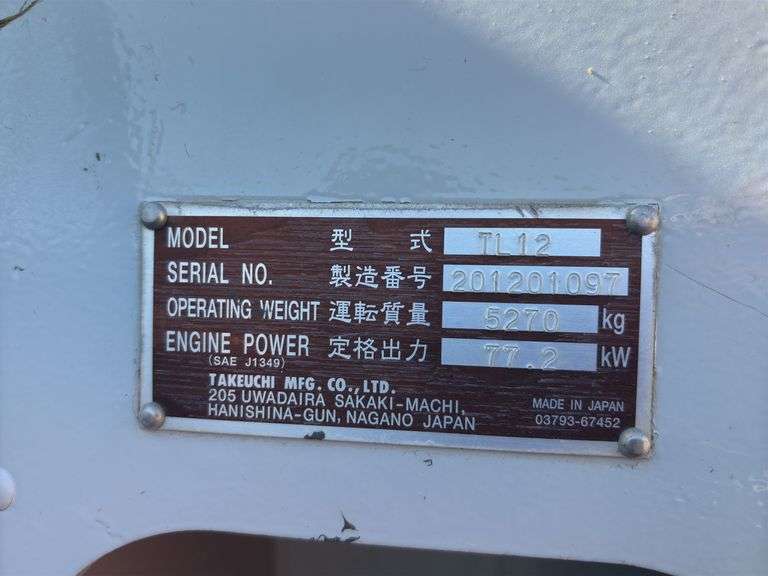 MODEL 型 式 TL12
SERIAL NO. 製造番号 201201097
OPERATING WEIGHT 運転質量 5270 kg
ENGINE POWER 定格出力 77.2 kW
(SAE J1349)
TAKEUCHI MFG. CO., LTD.
205 UWADAIRA SAKAKI-MACHI,
HANISHINA-GUN, NAGANO JAPAN
MADE IN JAPAN
03793-67452